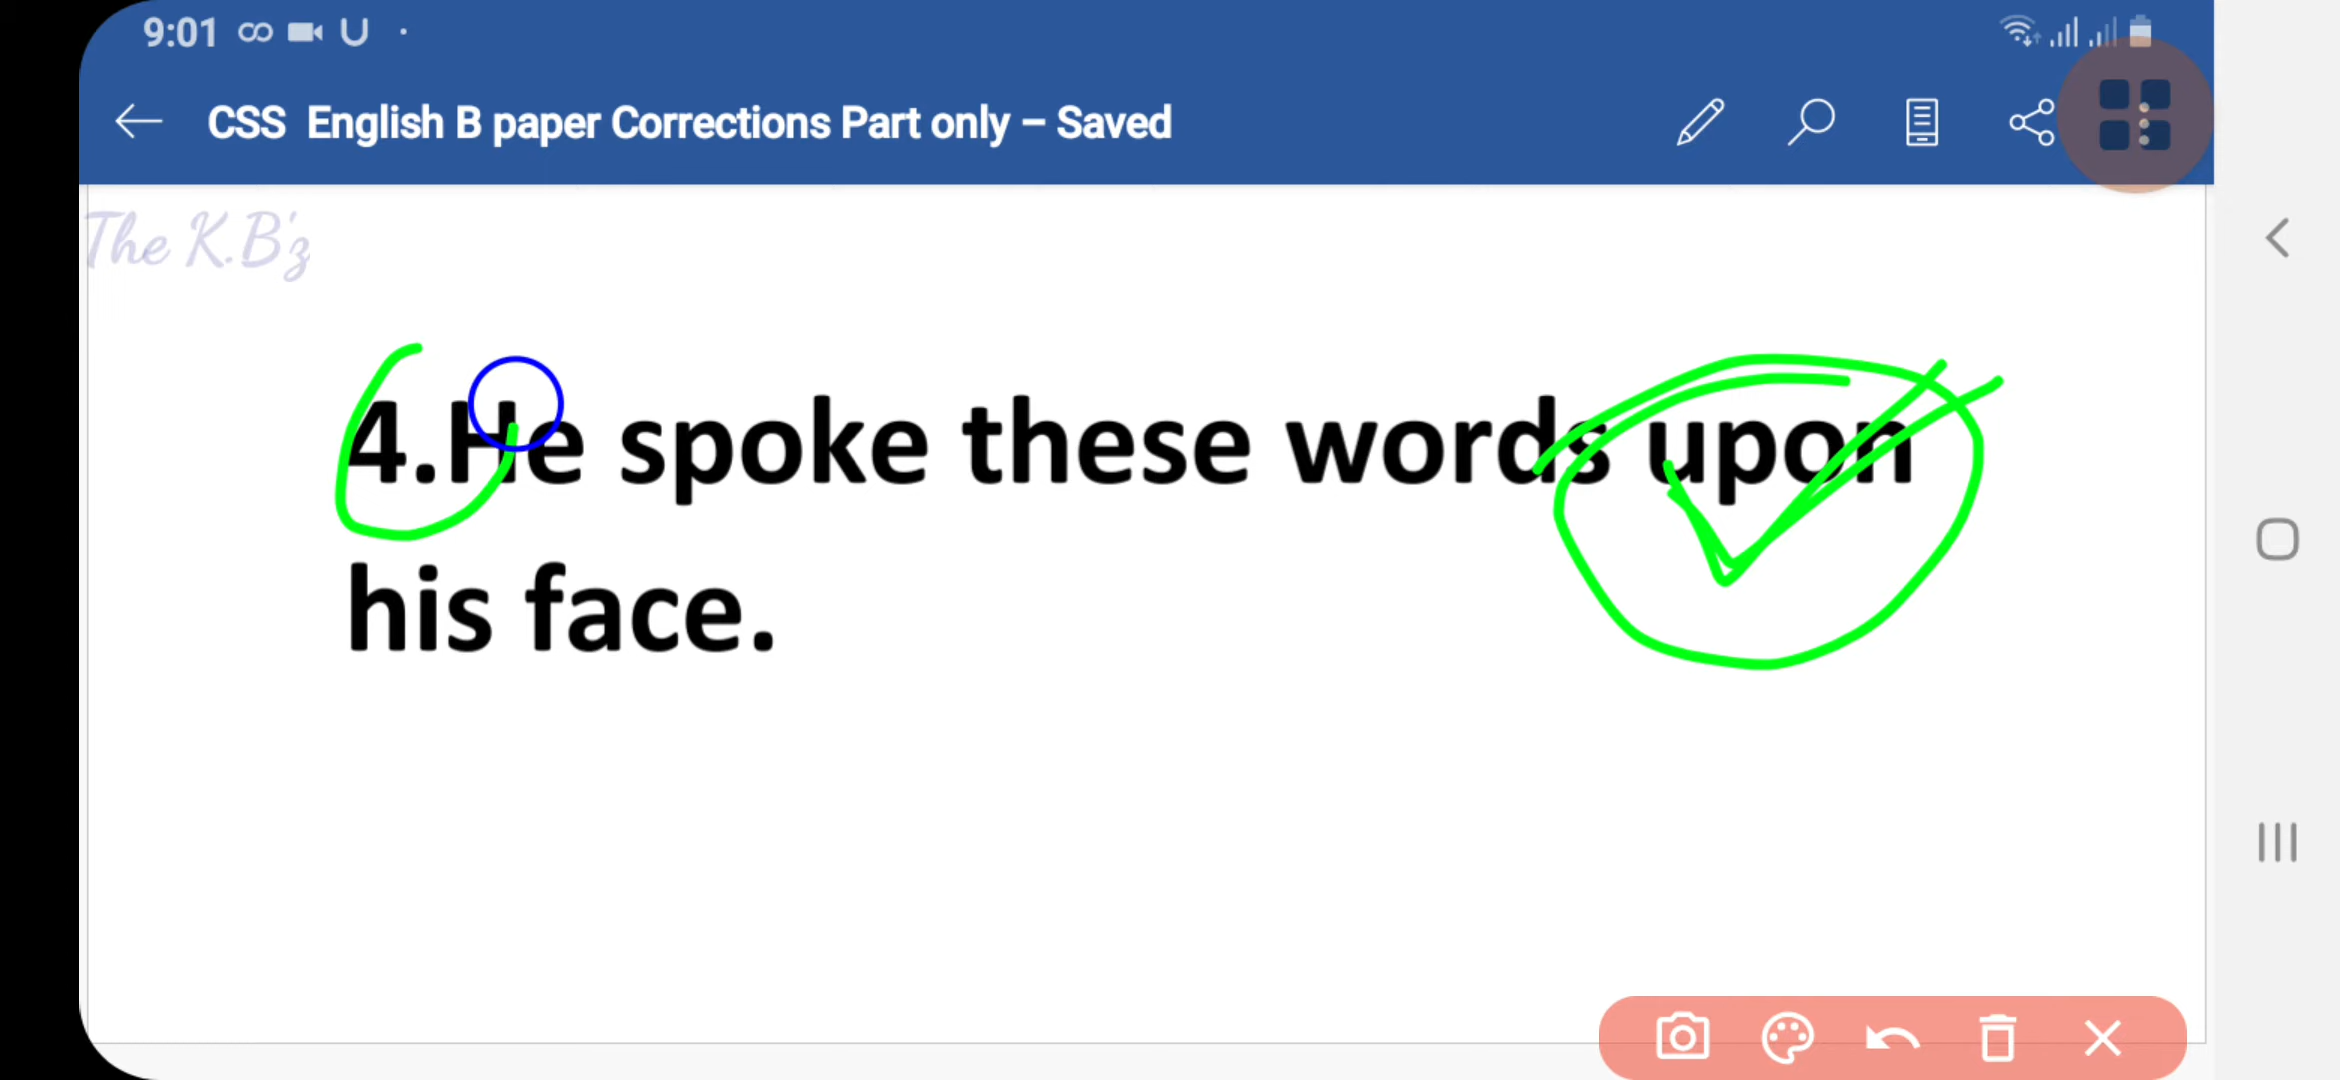 9:01
CSS English B paper Corrections Part only – Saved
The K.B'z
4.He spoke these words upon
his face.